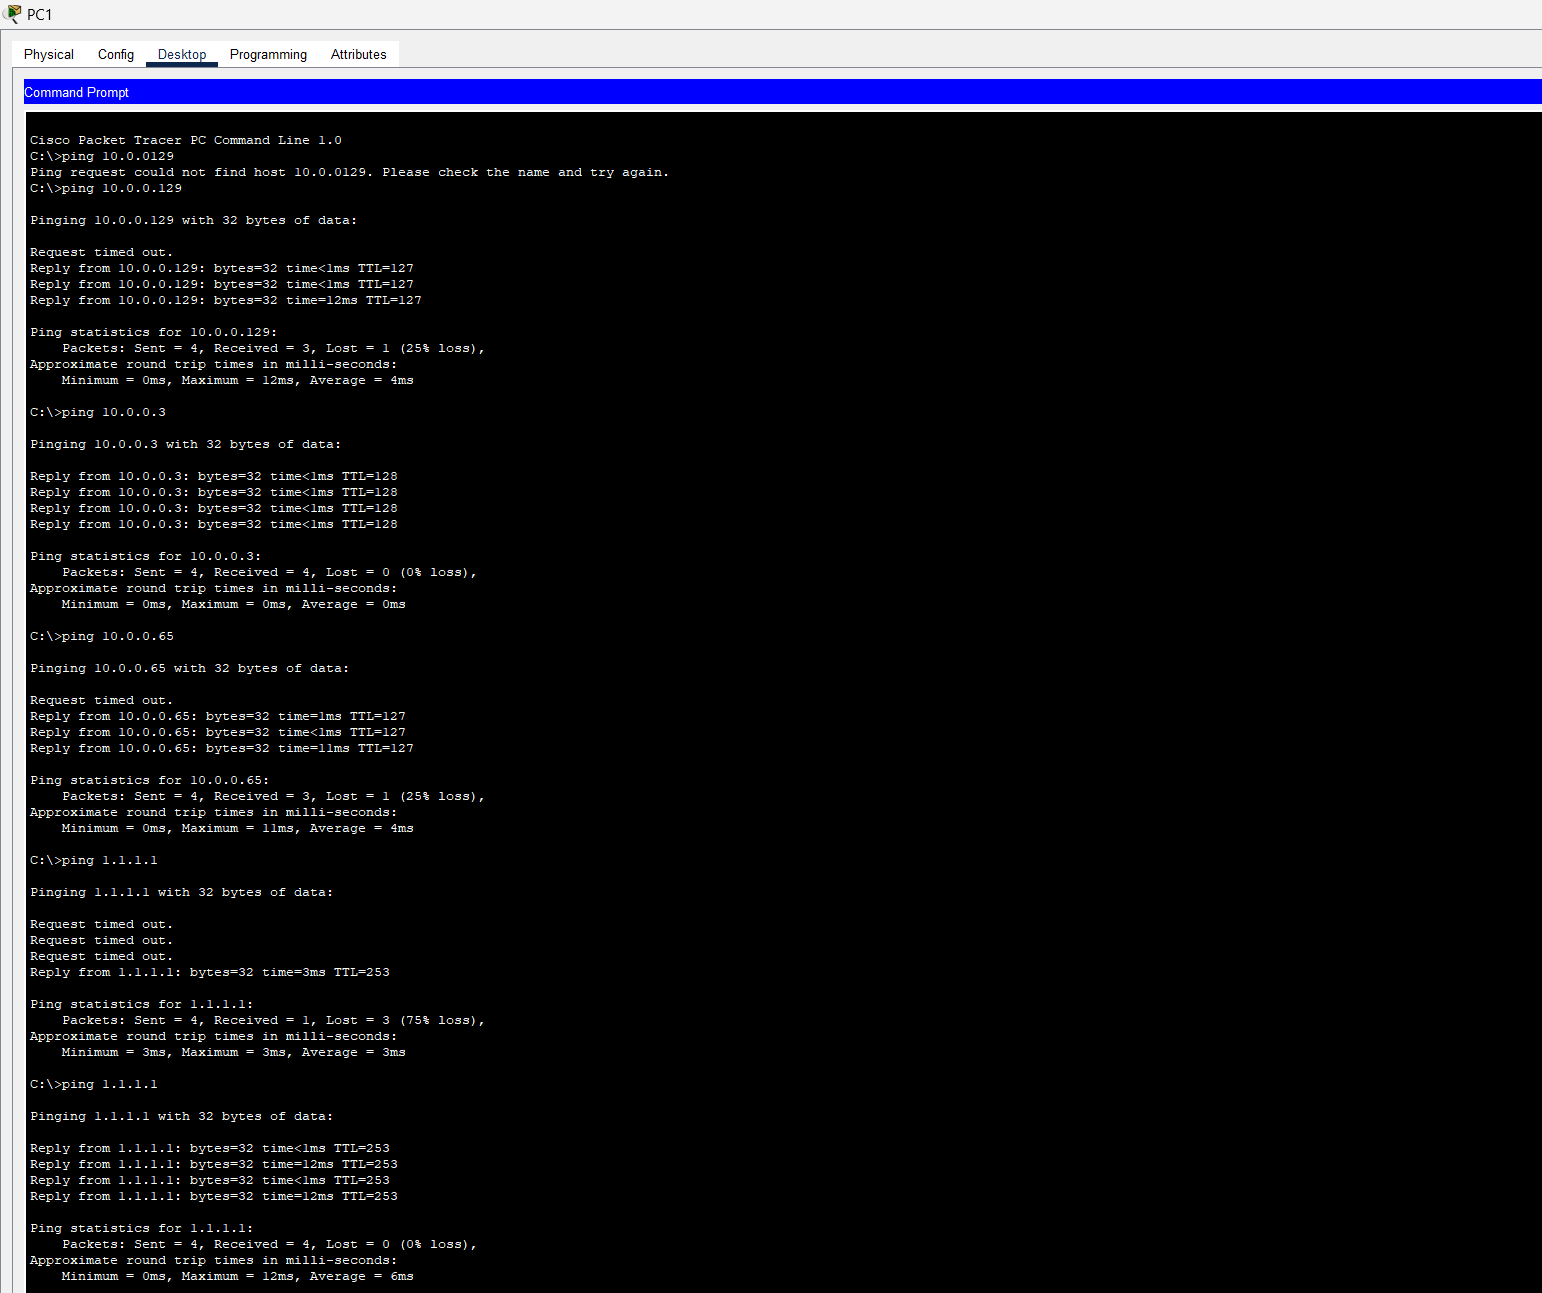 PC1
Physical Config Desktop Programming Attributes
Command Prompt
Cisco Packet Tracer PC Command Line 1.0
C:\>ping 10.0.0129
Ping request could not find host 10.0.0129. Please check the name and try again.
C:\>ping 10.0.0.129
Pinging 10.0.0.129 with 32 bytes of data:
Request timed out.
Reply from 10.0.0.129: bytes=32 time<1ms TTL=127
Reply from 10.0.0.129: bytes=32 time<1ms TTL=127
Reply from 10.0.0.129: bytes=32 time=12ms TTL=127
Ping statistics for 10.0.0.129:
Packets: Sent = 4, Received = 3, Lost = 1 (25% loss),
Approximate round trip times in milli-seconds:
Minimum = 0ms, Maximum = 12ms, Average = 4ms
C:\>ping 10.0.0.3
Pinging 10.0.0.3 with 32 bytes of data:
Reply from 10.0.0.3: bytes=32 time<1ms TTL=128
Reply from 10.0.0.3: bytes=32 time<1ms TTL=128
Reply from 10.0.0.3: bytes=32 time<1ms TTL=128
Reply from 10.0.0.3: bytes=32 time<1ms TTL=128
Ping statistics for 10.0.0.3:
Packets: Sent = 4, Received = 4, Lost = 0 (0% loss),
Approximate round trip times in milli-seconds:
Minimum = 0ms, Maximum = 0ms, Average = 0ms
C:\>ping 10.0.0.65
Pinging 10.0.0.65 with 32 bytes of data:
Request timed out.
Reply from 10.0.0.65: bytes=32 time=1ms TTL=127
Reply from 10.0.0.65: bytes=32 time<1ms TTL=127
Reply from 10.0.0.65: bytes=32 time=11ms TTL=127
Ping statistics for 10.0.0.65:
Packets: Sent = 4, Received = 3, Lost = 1 (25% loss),
Approximate round trip times in milli-seconds:
Minimum = 0ms, Maximum = 11ms, Average = 4ms
C:\>ping 1.1.1.1
Pinging 1.1.1.1 with 32 bytes of data:
Request timed out.
Request timed out.
Request timed out.
Reply from 1.1.1.1: bytes=32 time=3ms TTL=253
Ping statistics for 1.1.1.1:
Packets: Sent = 4, Received = 1, Lost = 3 (75% loss),
Approximate round trip times in milli-seconds:
Minimum = 3ms, Maximum = 3ms, Average = 3ms
C:\>ping 1.1.1.1
Pinging 1.1.1.1 with 32 bytes of data:
Reply from 1.1.1.1: bytes=32 time<1ms TTL=253
Reply from 1.1.1.1: bytes=32 time=12ms TTL=253
Reply from 1.1.1.1: bytes=32 time<1ms TTL=253
Reply from 1.1.1.1: bytes=32 time=12ms TTL=253
Ping statistics for 1.1.1.1:
Packets: Sent = 4, Received = 4, Lost = 0 (0% loss),
Approximate round trip times in milli-seconds:
Minimum = 0ms, Maximum = 12ms, Average = 6ms